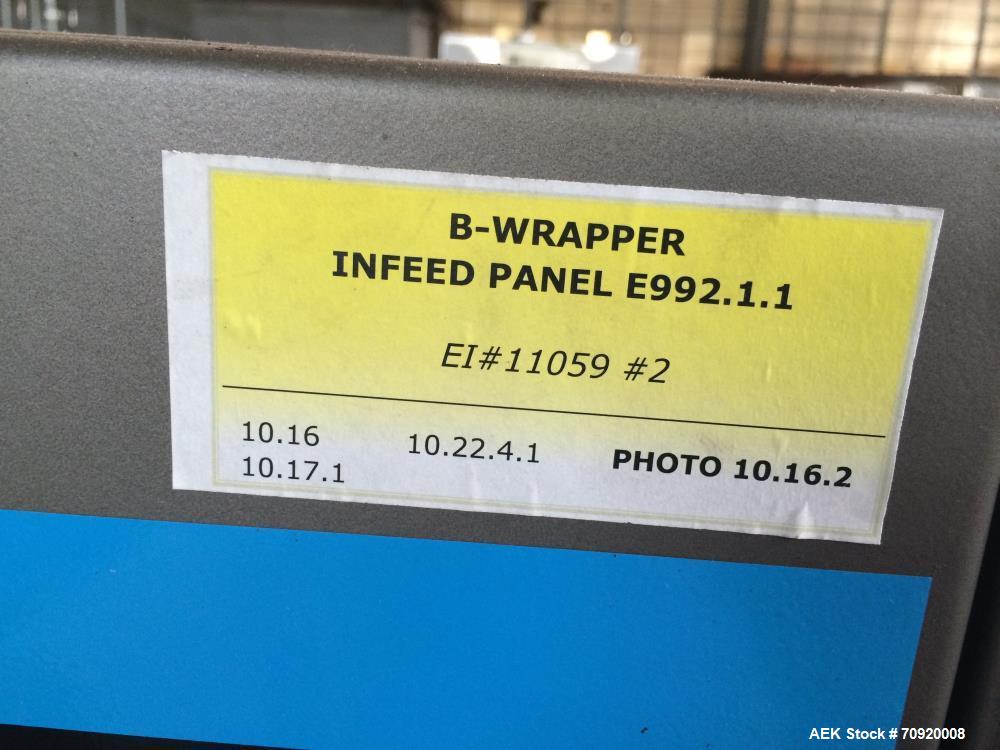 B-WRAPPER
INFEED PANEL E992.1.1
EI#11059 #2
10.16 10.22.4.1 PHOTO 10.16.2
10.17.1
AEK Stock # 70920008